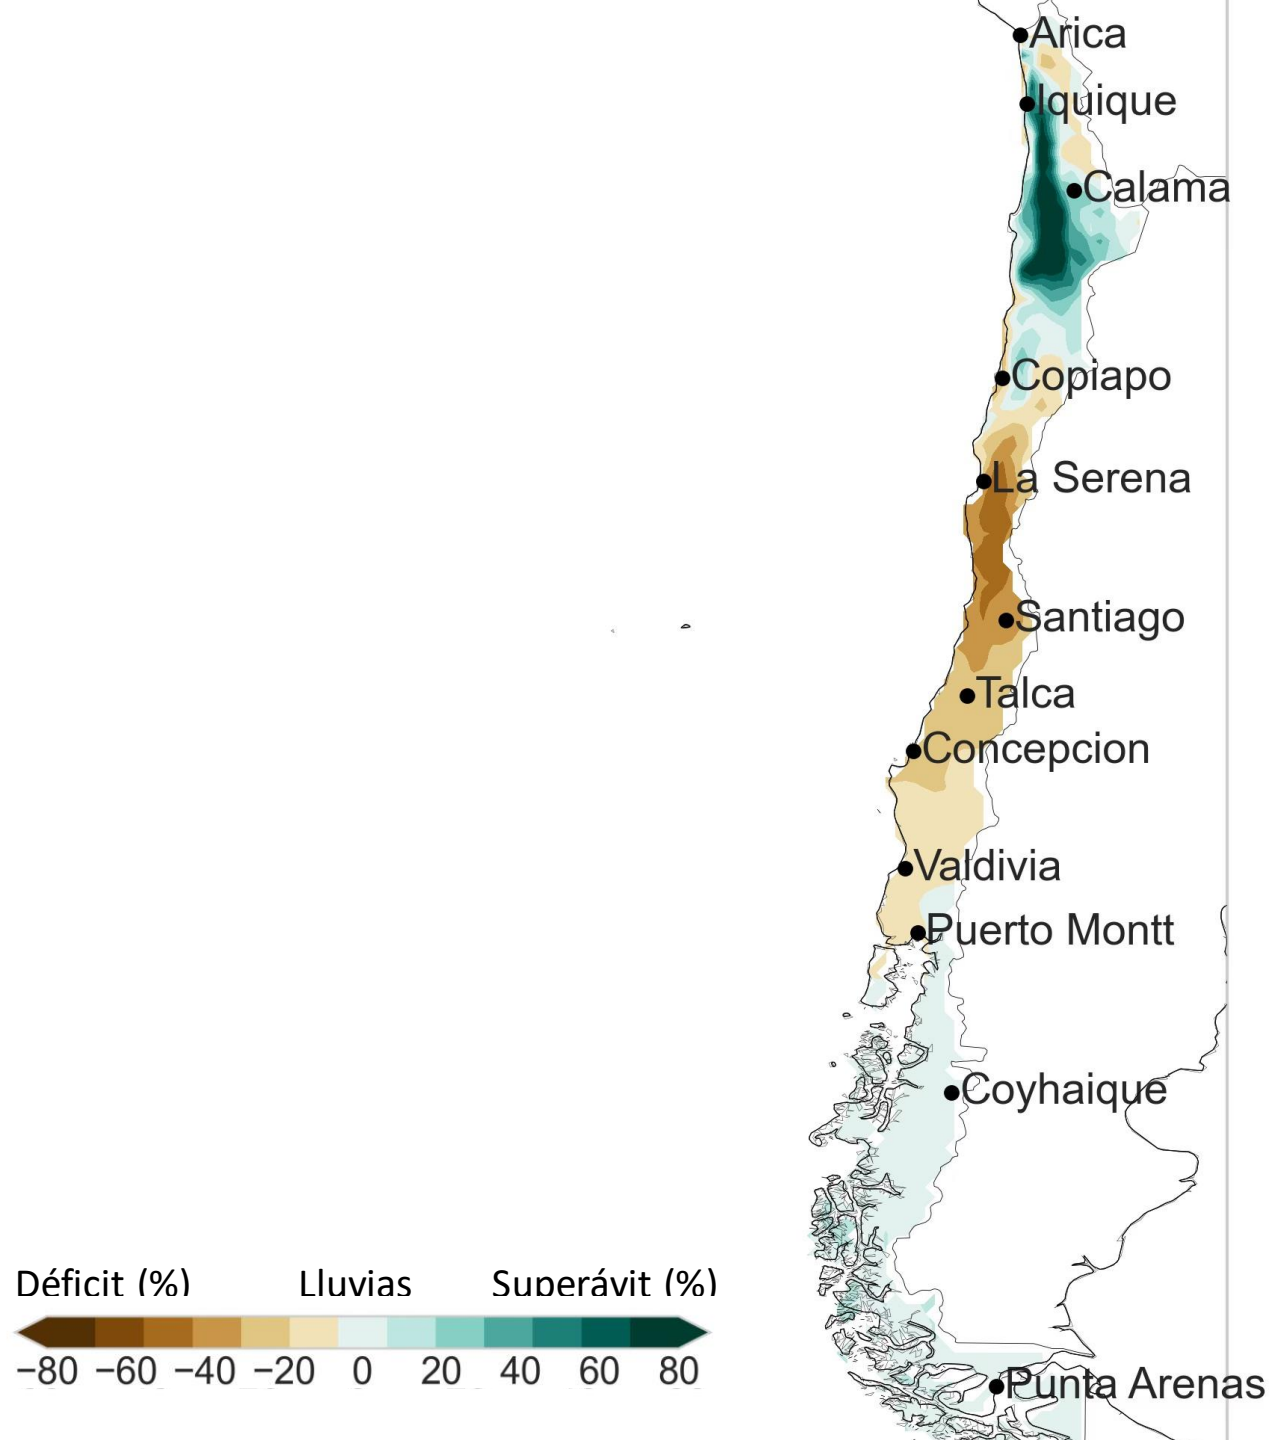 Arica
Iquique
Calama
Copiapo
La Serena
Santiago
Talca
Concepcion
Valdivia
Puerto Montt
Coyhaique
Punta Arenas
Déficit (%) Lluvias Superávit (%)
−80 −60 −40 −20 0 20 40 60 80